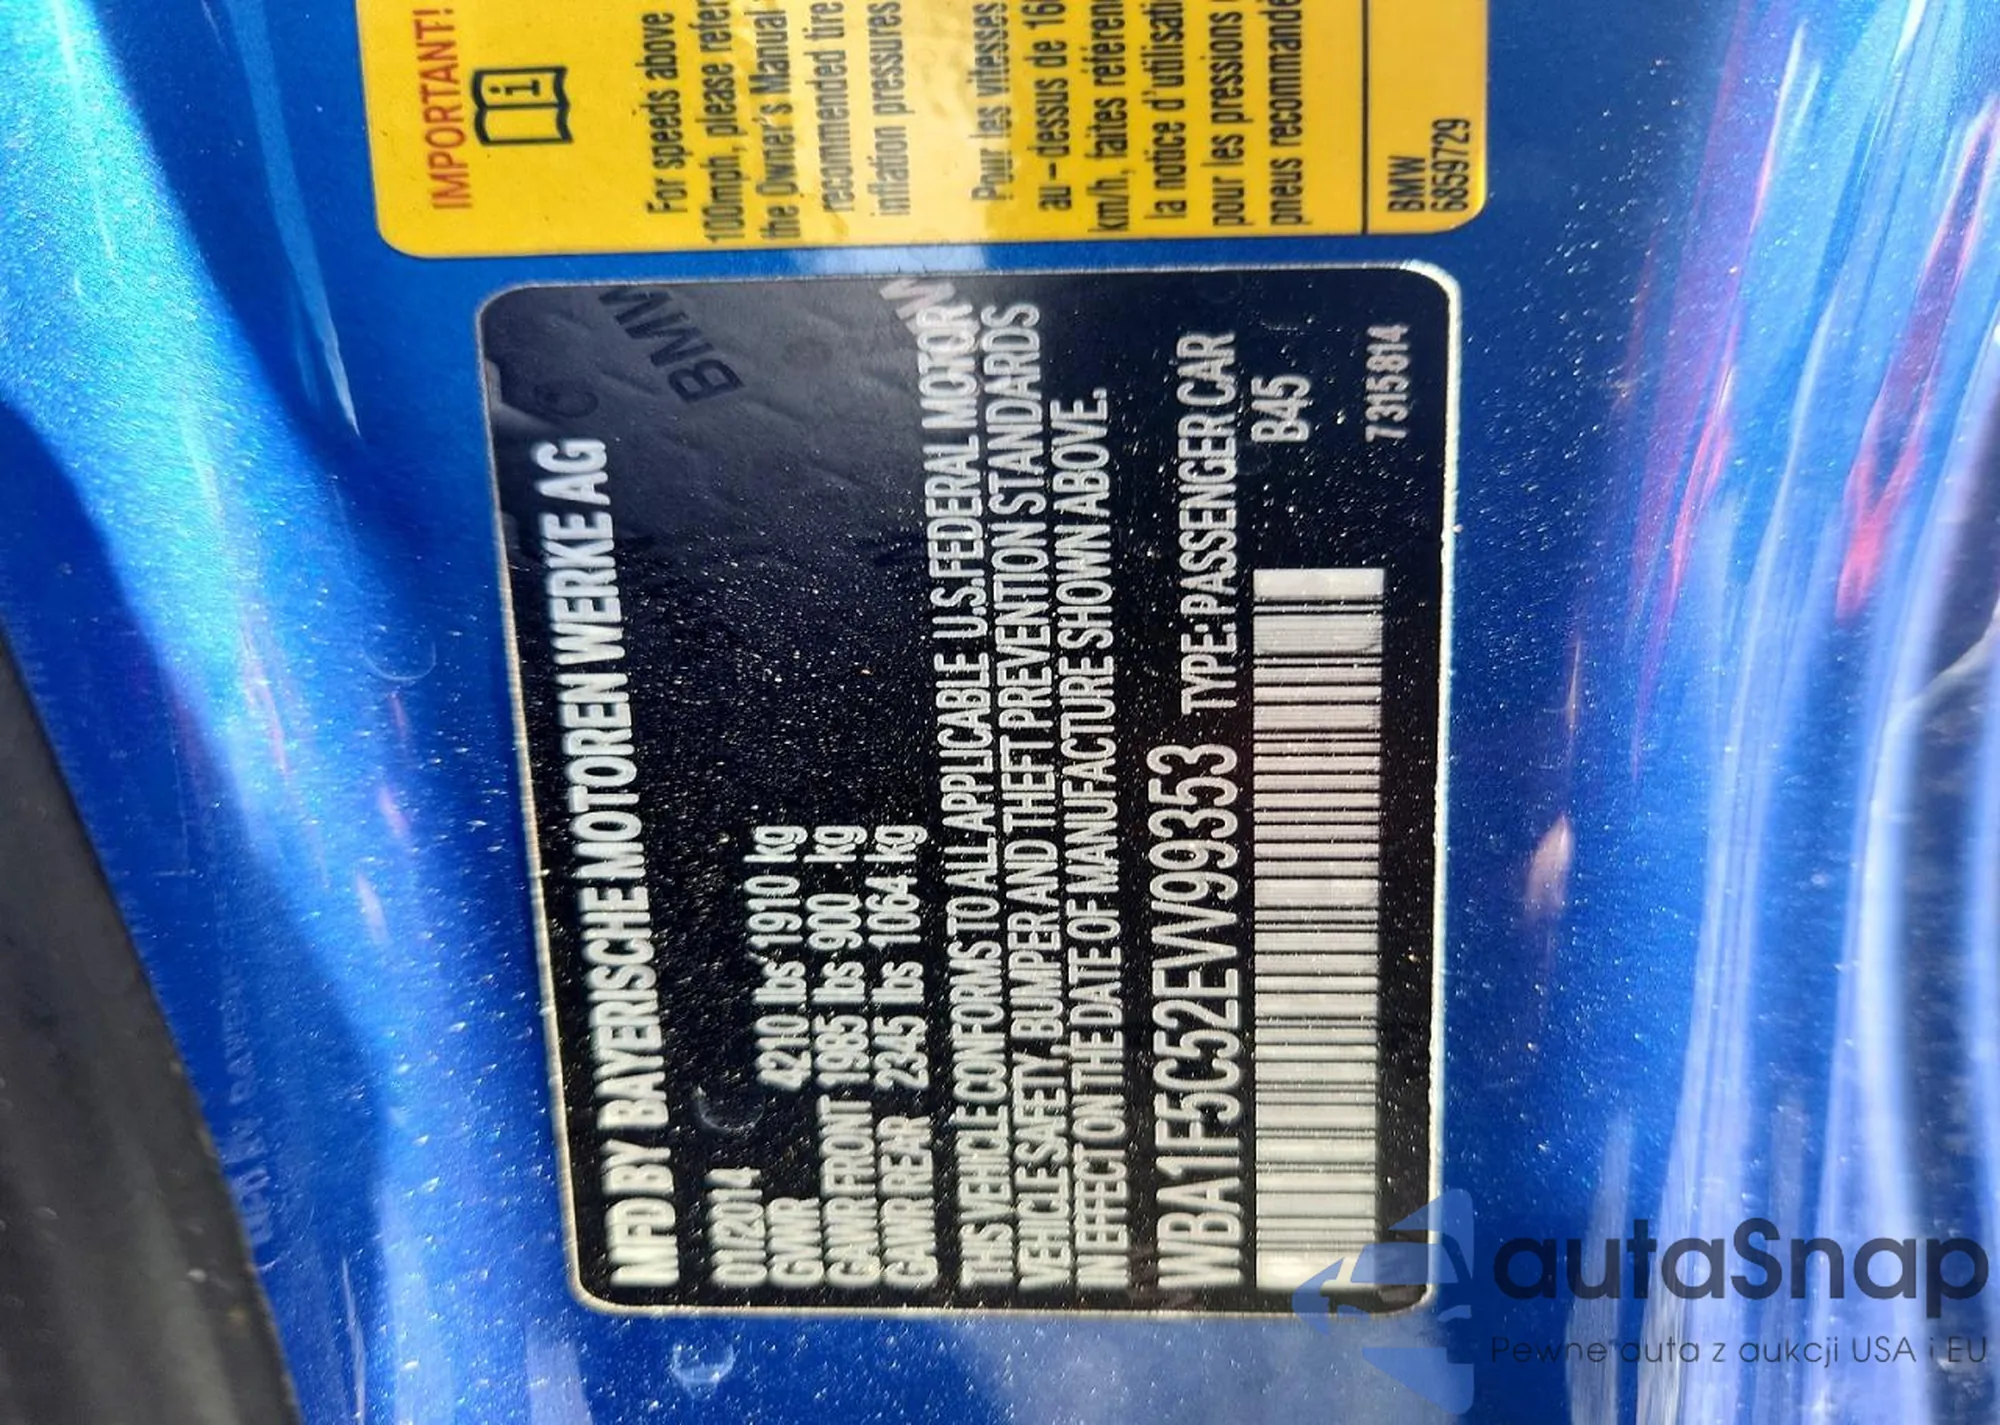 IMPORTANT!
For speeds above
100mph, please refer
the Owner's Manual
recommended tire
inflation pressures
Pour les vitesses
au-dessus de 16
km/h, faites référen
la notice d'utilisati
pour les pressions
pneus recommandé
BMW
6859729
BMW
MFD BY BAYERISCHE MOTOREN WERKE AG
01/2014
GVWR 4210 lbs 1910 kg
GAWR FRONT 1985 lbs 900 kg
GAWR REAR 2345 lbs 1064 kg
THIS VEHICLE CONFORMS TO ALL APPLICABLE U.S. FEDERAL MOTOR
VEHICLE SAFETY, BUMPER AND THEFT PREVENTION STANDARDS
IN EFFECT ON THE DATE OF MANUFACTURE SHOWN ABOVE.
WBA1F5C52EVV99353 TYPE: PASSENGER CAR
B45
7315814
autaSnap
Pewne auta z aukcji USA i EU